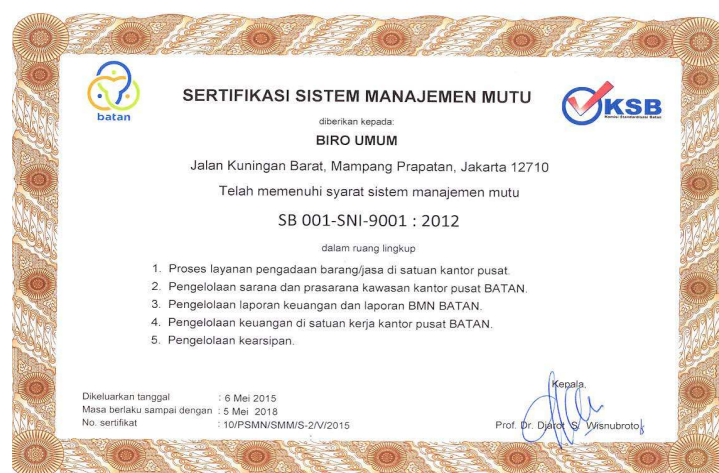 batan
SERTIFIKASI SISTEM MANAJEMEN MUTU
KSB
Komisi Standardisasi Batan
diberikan kepada:
BIRO UMUM
Jalan Kuningan Barat, Mampang Prapatan, Jakarta 12710
Telah memenuhi syarat sistem manajemen mutu
SB 001-SNI-9001 : 2012
dalam ruang lingkup
1. Proses layanan pengadaan barang/jasa di satuan kantor pusat.
2. Pengelolaan sarana dan prasarana kawasan kantor pusat BATAN.
3. Pengelolaan laporan keuangan dan laporan BMN BATAN.
4. Pengelolaan keuangan di satuan kerja kantor pusat BATAN.
5. Pengelolaan kearsipan.
Dikeluarkan tanggal : 6 Mei 2015
Masa berlaku sampai dengan : 5 Mei 2018
No. sertifikat : 10/PSMN/SMM/S-2/V/2015
Kepala,
Prof. Dr. Djarot S. Wisnubroto